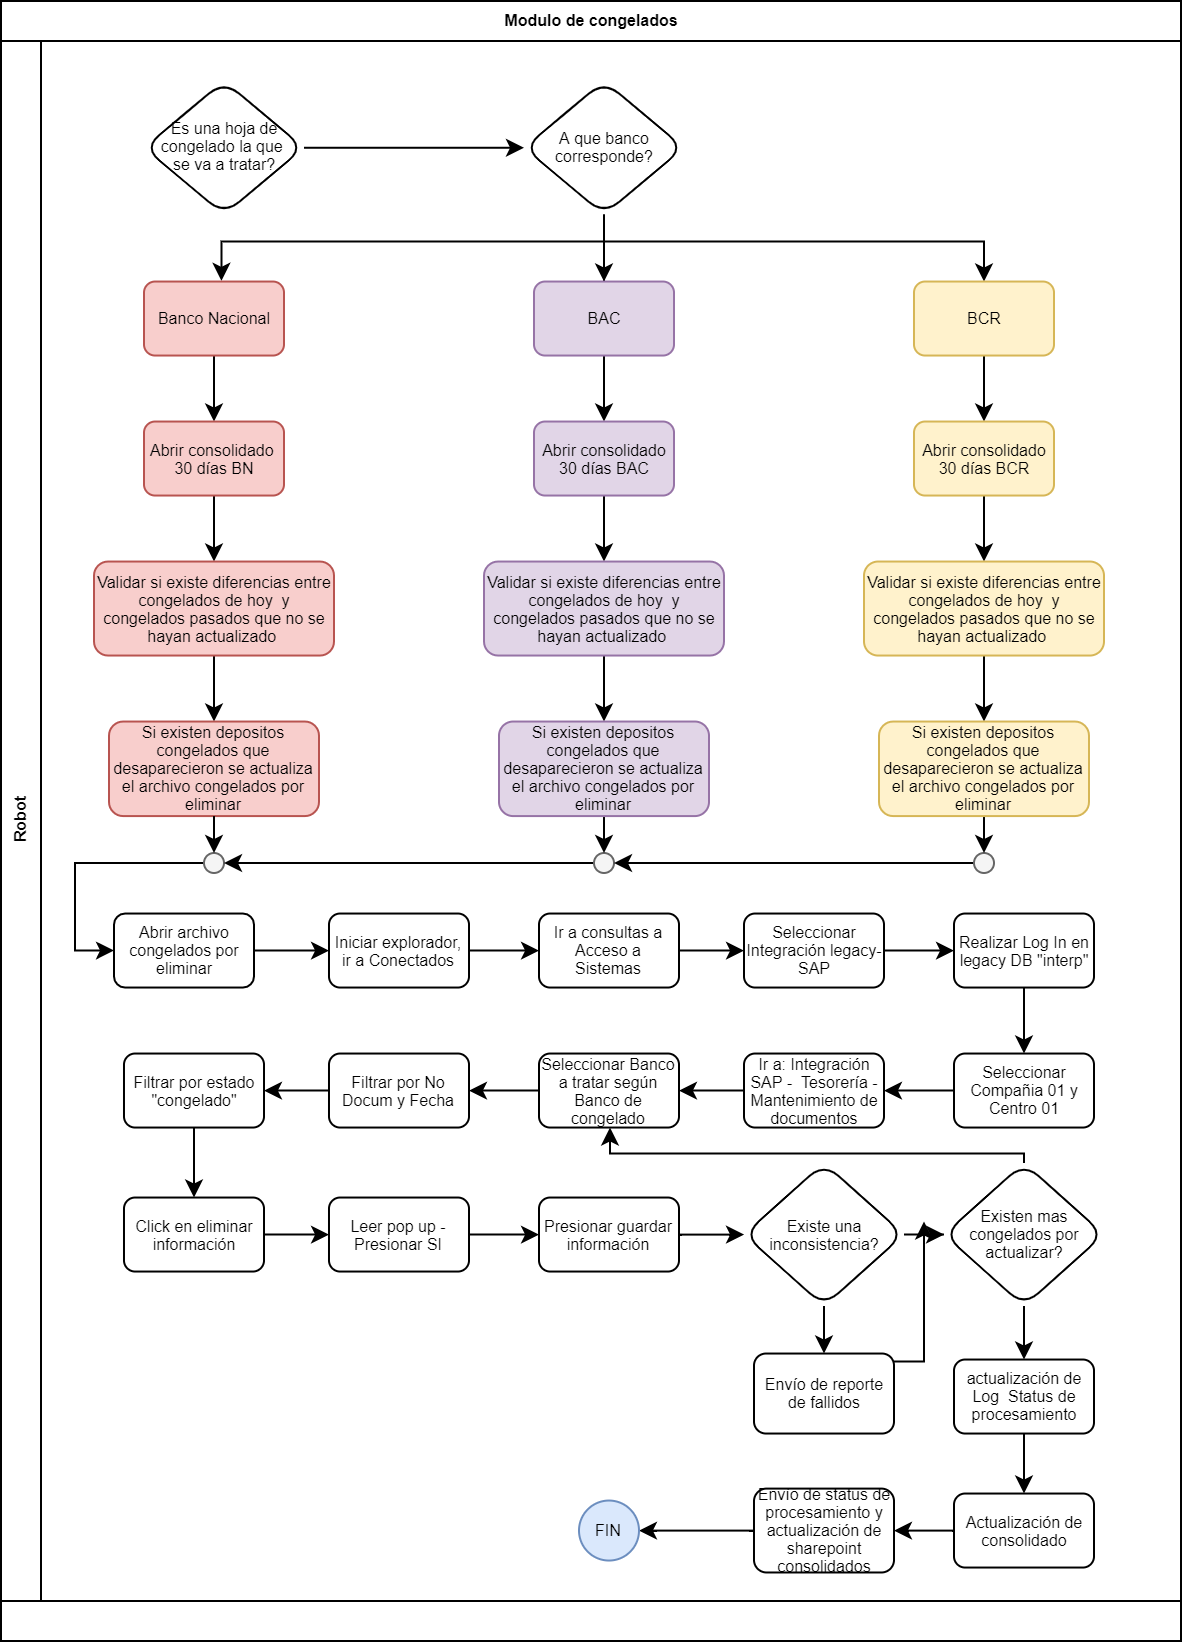 Modulo de congelados
Robot
Es una hoja de
congelado la que
se va a tratar?
A que banco
corresponde?
Banco Nacional
BAC
BCR
Abrir consolidado
30 días BN
Abrir consolidado
30 días BAC
Abrir consolidado
30 días BCR
Validar si existe diferencias entre
congelados de hoy  y
congelados pasados que no se
hayan actualizado
Validar si existe diferencias entre
congelados de hoy  y
congelados pasados que no se
hayan actualizado
Validar si existe diferencias entre
congelados de hoy  y
congelados pasados que no se
hayan actualizado
Si existen depositos
congelados que
desaparecieron se actualiza
el archivo congelados por
eliminar
Si existen depositos
congelados que
desaparecieron se actualiza
el archivo congelados por
eliminar
Si existen depositos
congelados que
desaparecieron se actualiza
el archivo congelados por
eliminar
Abrir archivo
congelados por
eliminar
Iniciar explorador,
ir a Conectados
Ir a consultas a
Acceso a
Sistemas
Seleccionar
Integración legacy-
SAP
Realizar Log In en
legacy DB "interp"
Seleccionar
Compañia 01 y
Centro 01
Ir a: Integración
SAP -  Tesorería -
Mantenimiento de
documentos
Seleccionar Banco
a tratar según
Banco de
congelado
Filtrar por No
Docum y Fecha
Filtrar por estado
"congelado"
Click en eliminar
información
Leer pop up -
Presionar SI
Presionar guardar
información
Existe una
inconsistencia?
Existen mas
congelados por
actualizar?
Envío de reporte
de fallidos
actualización de
Log  Status de
procesamiento
Actualización de
consolidado
Envío de status de
procesamiento y
actualización de
sharepoint
consolidados
FIN